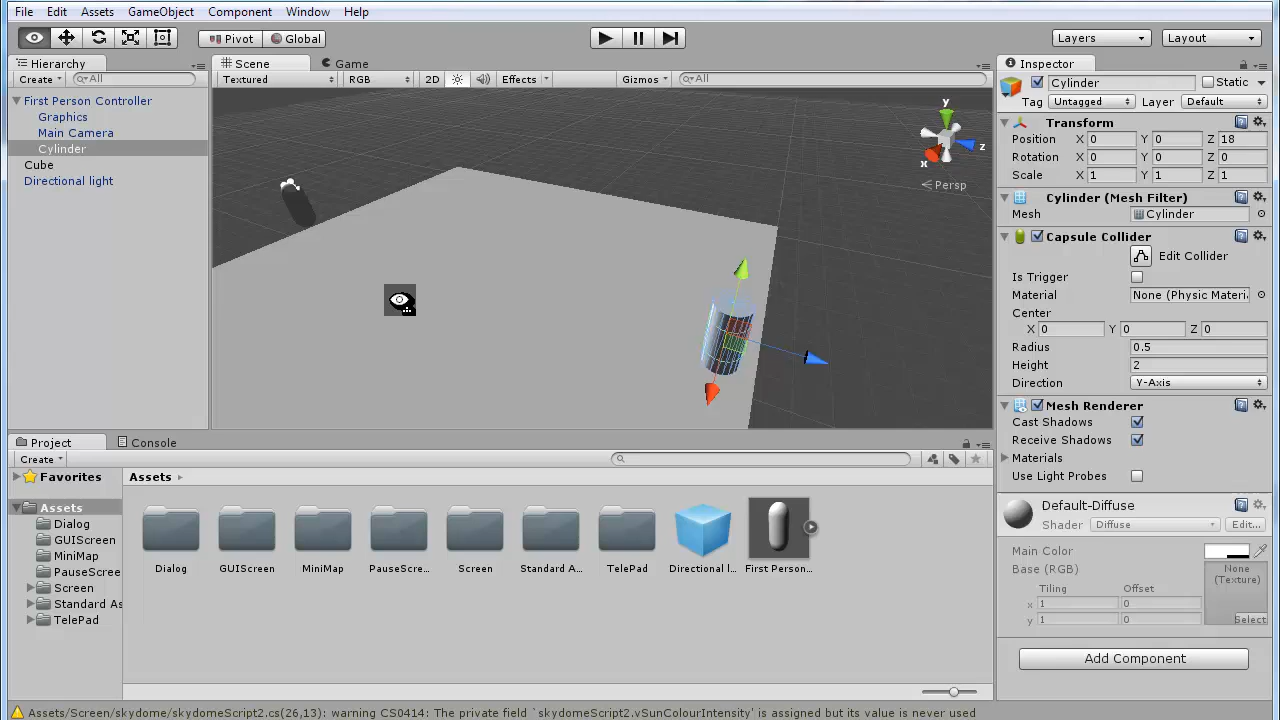 File Edit Assets GameObject Component Window Help
Pivot Global Layers Layout
Hierarchy
Create All
First Person Controller
Graphics
Main Camera
Cylinder
Cube
Directional light
Scene Game
Textured RGB 2D Effects Gizmos All
y
z
x
Persp
Inspector
Cylinder Static
Tag Untagged Layer Default
Transform
Position X 0 Y 0 Z 18
Rotation X 0 Y 0 Z 0
Scale X 1 Y 1 Z 1
Cylinder (Mesh Filter)
Mesh Cylinder
Capsule Collider
Edit Collider
Is Trigger
Material None (Physic Materi
Center
X 0 Y 0 Z 0
Radius 0.5
Height 2
Direction Y-Axis
Mesh Renderer
Cast Shadows
Receive Shadows
Materials
Use Light Probes
Default-Diffuse
Shader Diffuse Edit...
Main Color
Base (RGB) None (Texture)
Tiling Offset
x 1 0
y 1 0 Select
Add Component
Project Console
Create
Favorites
Assets
Dialog
GUIScreen
MiniMap
PauseScree
Screen
Standard As
TelePad
Assets
Dialog GUIScreen MiniMap PauseScre... Screen Standard A... TelePad Directional l... First Person...
Assets/Screen/skydome/skydomeScript2.cs(26,13): warning CS0414: The private field `skydomeScript2.vSunColourIntensity' is assigned but its value is never used